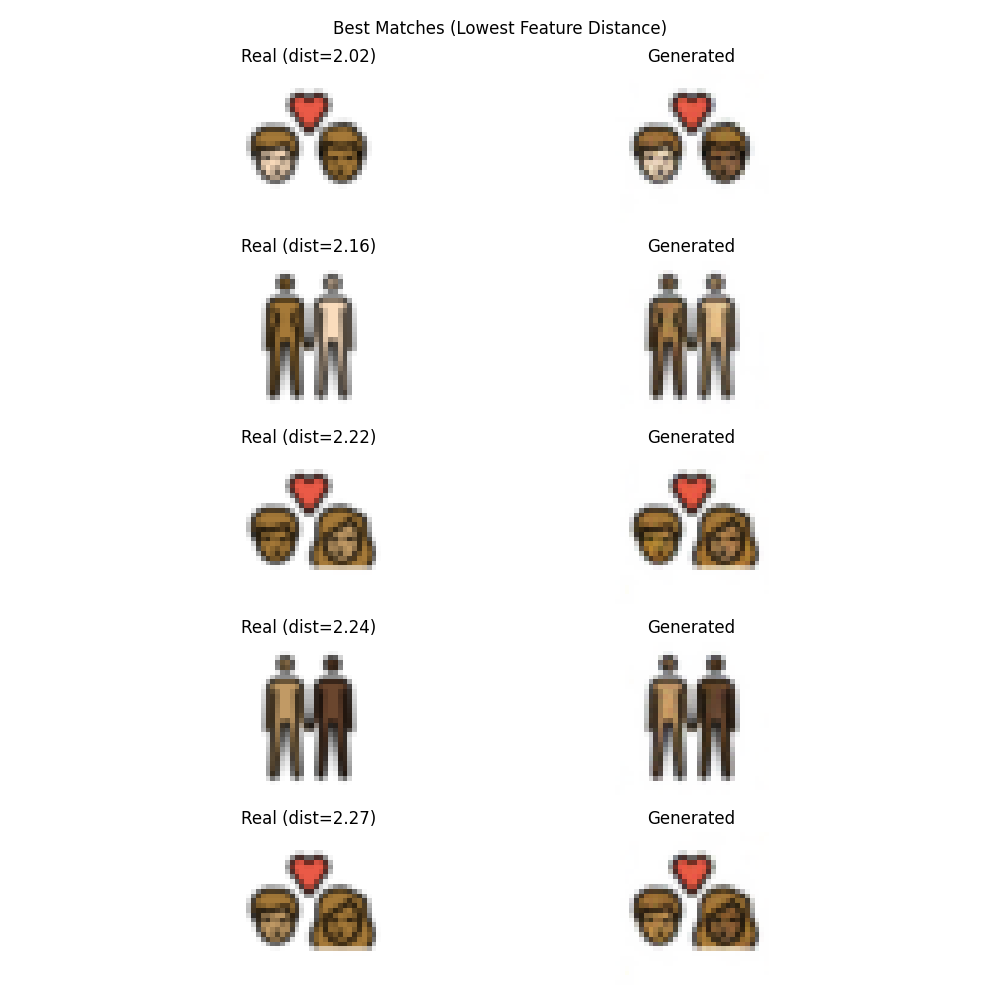 Best Matches (Lowest Feature Distance)
Real (dist=2.02) Generated
Real (dist=2.16) Generated
Real (dist=2.22) Generated
Real (dist=2.24) Generated
Real (dist=2.27) Generated